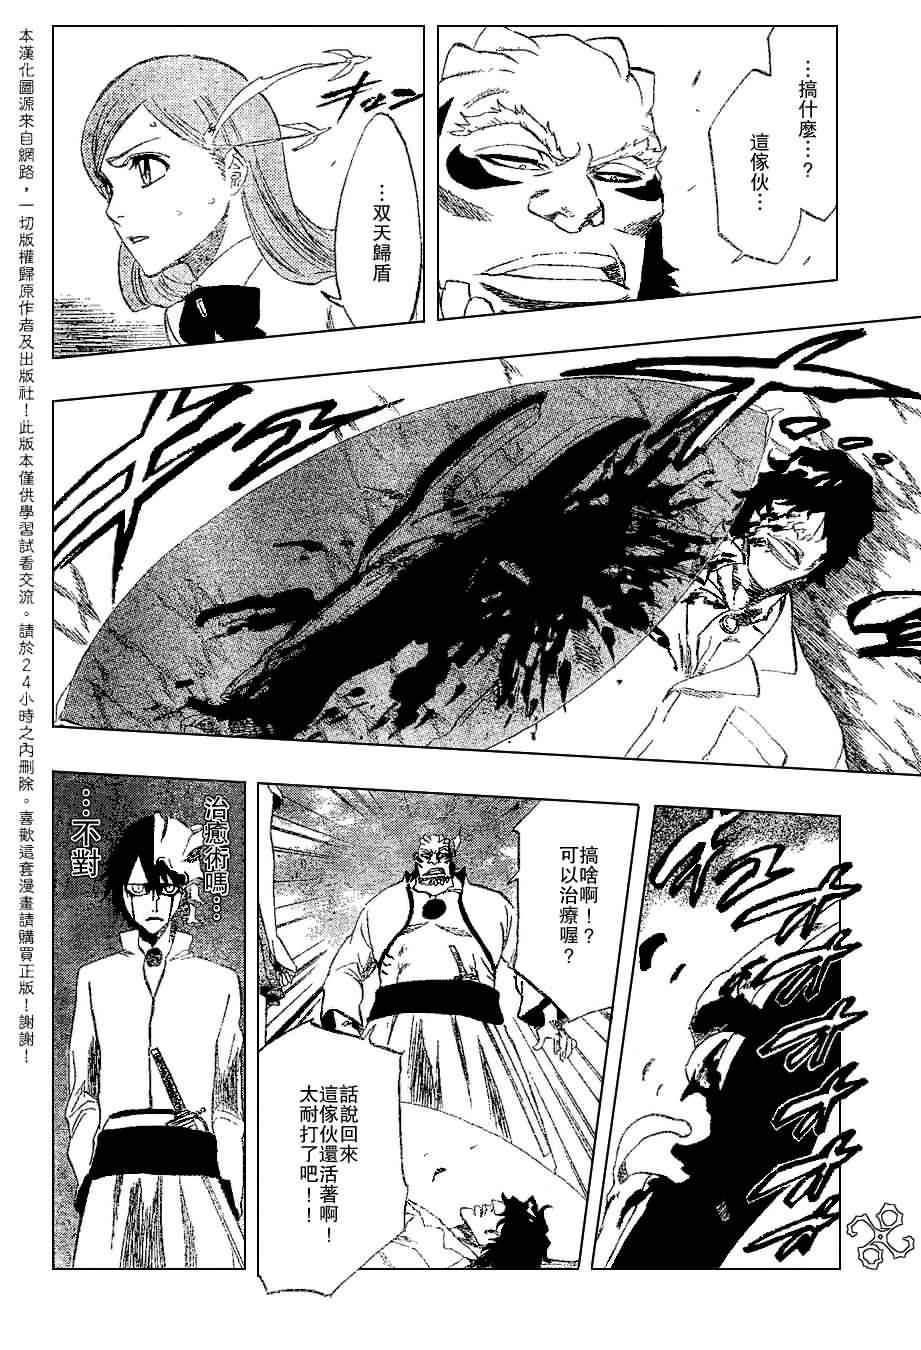 …搞什麼…?
這傢伙…
キュン
…双天歸盾
搞啥啊!?
可以治療喔?
話說回來
這傢伙還活著啊!
太耐打了吧!!
治癒術嗎…
…不對
本漢化圖源來自網路，一切版權歸原作者及出版社！此版本僅供學習試看交流。請於24小時之內刪除。喜歡這套漫畫請購買正版！謝謝！